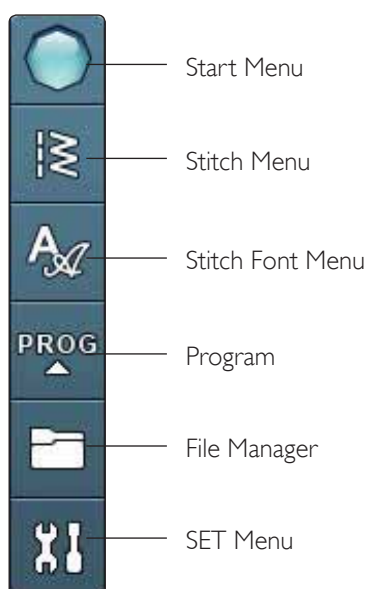 Start Menu
Stitch Menu
A A
Stitch Font Menu
PROG
Program
File Manager
SET Menu